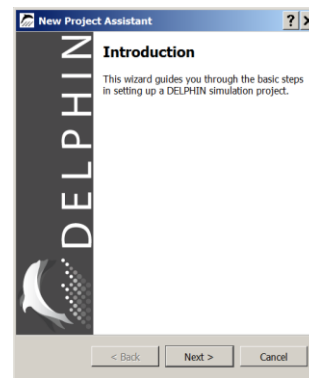 New Project Assistant
DELPHIN
Introduction
This wizard guides you through the basic steps
in setting up a DELPHIN simulation project.
< Back
Next >
Cancel